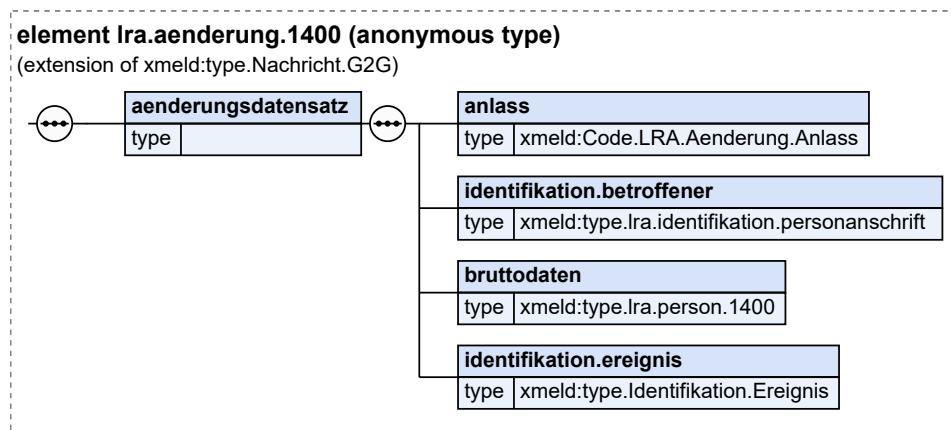 element lra.aenderung.1400 (anonymous type)
(extension of xmeld:type.Nachricht.G2G)
aenderungsdatensatz
type
anlass
type xmeld:Code.LRA.Aenderung.Anlass
identifikation.betroffener
type xmeld:type.lra.identifikation.personanschrift
bruttodaten
type xmeld:type.lra.person.1400
identifikation.ereignis
type xmeld:type.Identifikation.Ereignis